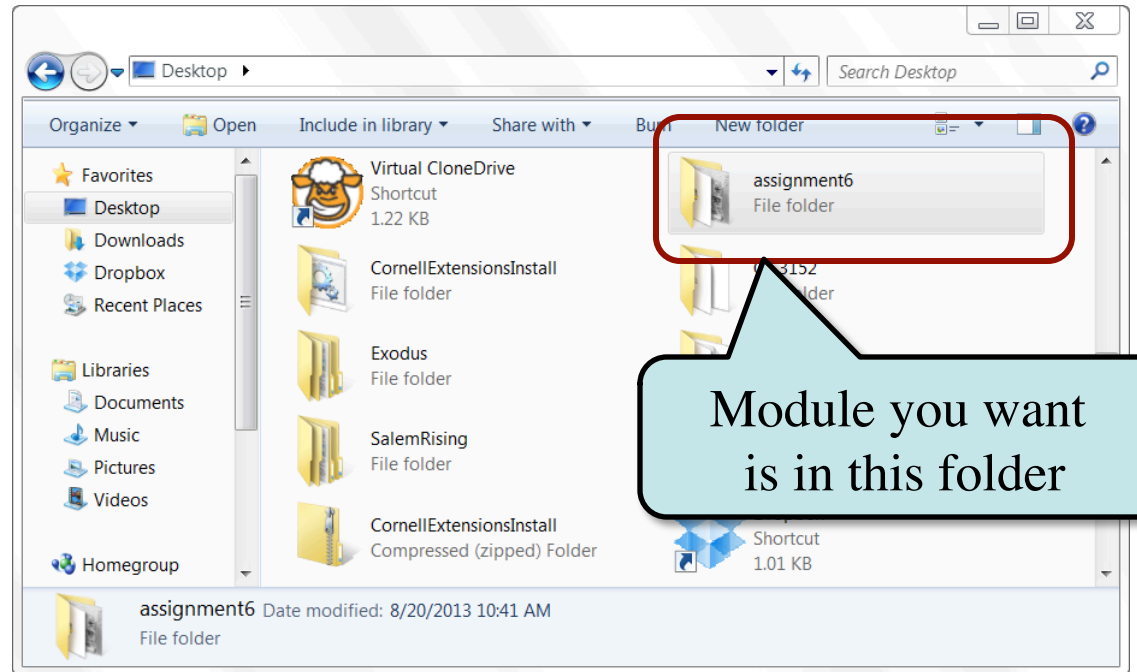 Desktop
Search Desktop
Organize Open Include in library Share with Burn New folder
Favorites
Desktop
Downloads
Dropbox
Recent Places
Libraries
Documents
Music
Pictures
Videos
Homegroup
Virtual CloneDrive
Shortcut
1.22 KB
CornellExtensionsInstall
File folder
Exodus
File folder
SalemRising
File folder
CornellExtensionsInstall
Compressed (zipped) Folder
assignment6
File folder
Module you want
is in this folder
Shortcut
1.01 KB
assignment6 Date modified: 8/20/2013 10:41 AM
File folder